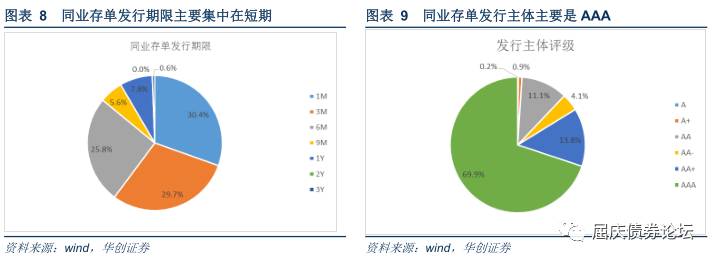 图表 8 同业存单发行期限主要集中在短期
同业存单发行期限
0.0%
0.6%
7.8%
5.6%
30.4%
25.8%
29.7%
1M
3M
6M
9M
1Y
2Y
3Y
资料来源：wind，华创证券
图表 9 同业存单发行主体主要是 AAA
发行主体评级
0.2%
0.9%
11.1%
4.1%
13.8%
69.9%
A
A+
AA
AA-
AA+
AAA
资料来源：wind，华创证券
屈庆债券论坛